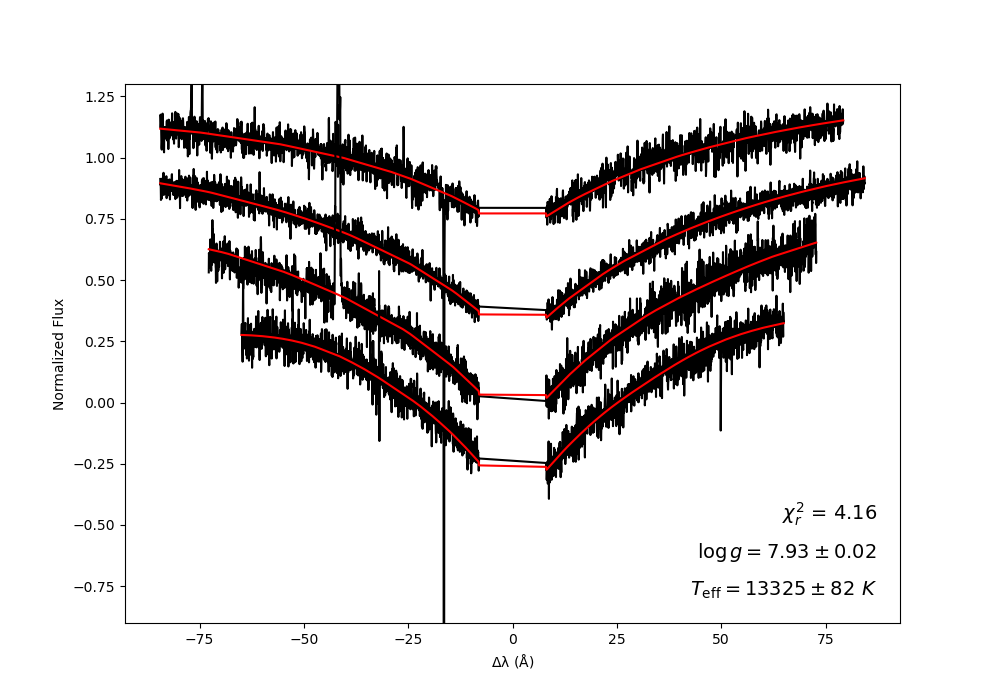 1.25
1.00
0.75
0.50
0.25
0.00
−0.25
−0.50
−0.75
Normalized Flux
χ²ᵣ = 4.16
log g = 7.93 ± 0.02
T_eff = 13325 ± 82 K
−75 −50 −25 0 25 50 75
Δλ (Å)